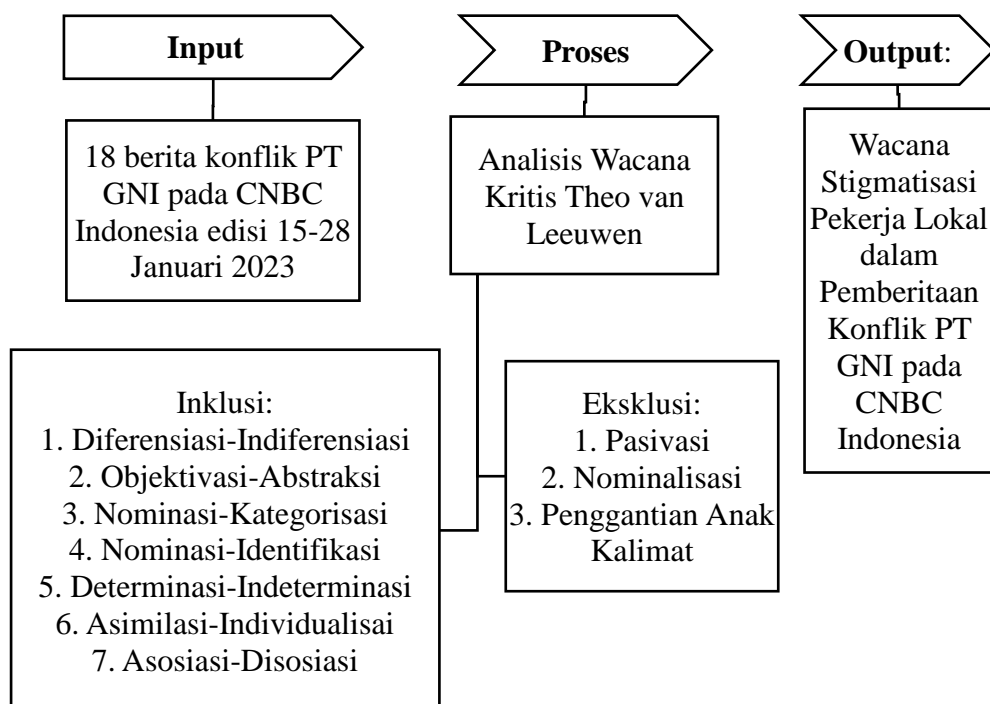 Input
18 berita konflik PT
GNI pada CNBC
Indonesia edisi 15-28
Januari 2023
Proses
Analisis Wacana
Kritis Theo van
Leeuwen
Inklusi:
1. Diferensiasi-Indiferensiasi
2. Objektivasi-Abstraksi
3. Nominasi-Kategorisasi
4. Nominasi-Identifikasi
5. Determinasi-Indeterminasi
6. Asimilasi-Individualisai
7. Asosiasi-Disosiasi
Eksklusi:
1. Pasivasi
2. Nominalisasi
3. Penggantian Anak
Kalimat
Output:
Wacana
Stigmatisasi
Pekerja Lokal
dalam
Pemberitaan
Konflik PT
GNI pada
CNBC
Indonesia